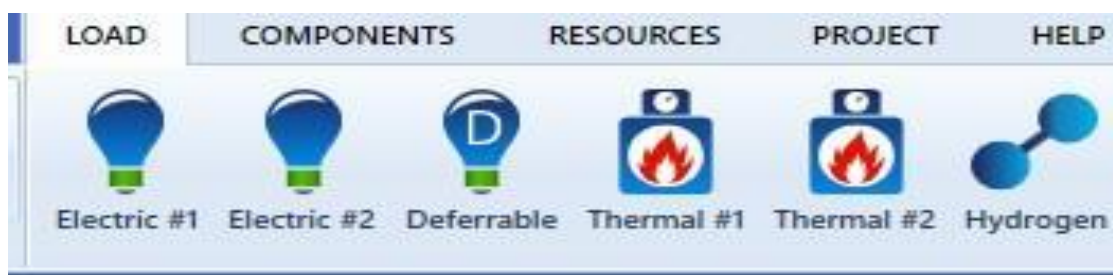 LOAD COMPONENTS RESOURCES PROJECT HELP
D
Electric #1 Electric #2 Deferrable Thermal #1 Thermal #2 Hydrogen